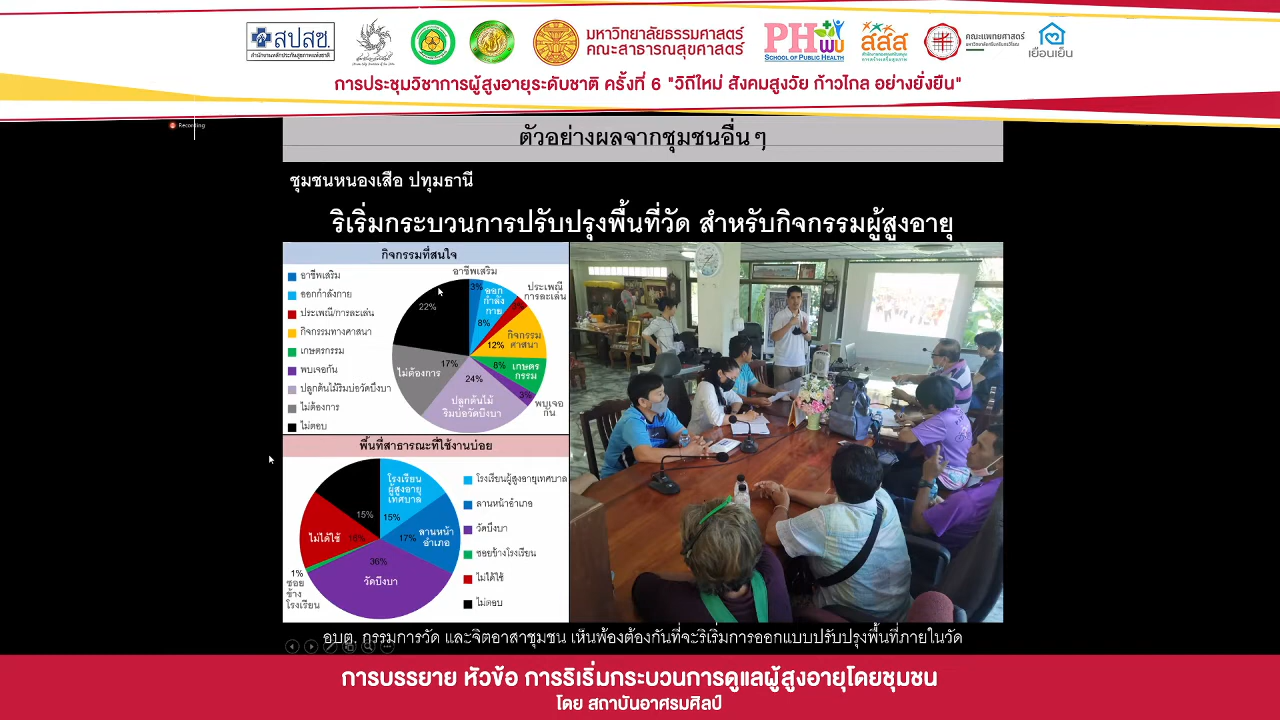 สปสช.
สำนักงานหลักประกันสุขภาพแห่งชาติ
มหาวิทยาลัยธรรมศาสตร์
คณะสาธารณสุขศาสตร์
PH
SCHOOL OF PUBLIC HEALTH
สสส
คณะแพทยศาสตร์
เยือนเย็น
การประชุมวิชาการผู้สูงอายุระดับชาติ ครั้งที่ 6 "วิถีใหม่ สังคมสูงวัย ก้าวไกล อย่างยั่งยืน"
Recording
ตัวอย่างผลจากชุมชนอื่นๆ
ชุมชนหนองเสือ ปทุมธานี
ริเริ่มกระบวนการปรับปรุงพื้นที่วัด สำหรับกิจกรรมผู้สูงอายุ
กิจกรรมที่สนใจ
อาชีพเสริม
ออกกำลังกาย
ประเพณี/การละเล่น
กิจกรรมทางศาสนา
เกษตรกรรม
พบเจอกัน
ปลูกต้นไม้ริมบ่อวัดบึงบา
ไม่ต้องการ
ไม่ตอบ
อาชีพเสริม
3%
ออก
กำลัง
กาย
8%
ประเพณี
การละเล่น
กิจกรรม
ศาสนา
12%
เกษตร
กรรม
8%
พบเจอ
กัน
3%
24%
ปลูกต้นไม้
ริมบ่อวัดบึงบา
17%
ไม่ต้องการ
22%
พื้นที่สาธารณะที่ใช้งานบ่อย
โรงเรียน
ผู้สูงอายุ
เทศบาล
15%
17%
ลานหน้า
อำเภอ
36%
วัดบึงบา
1%
ซอย
ข้าง
โรงเรียน
ไม่ได้ใช้
16%
15%
โรงเรียนผู้สูงอายุเทศบาล
ลานหน้าอำเภอ
วัดบึงบา
ซอยข้างโรงเรียน
ไม่ได้ใช้
ไม่ตอบ
อบต. กรรมการวัด และจิตอาสาชุมชน เห็นพ้องต้องกันที่จะริเริ่มการออกแบบปรับปรุงพื้นที่ภายในวัด
การบรรยาย หัวข้อ การริเริ่มกระบวนการดูแลผู้สูงอายุโดยชุมชน
โดย สถาบันอาศรมศิลป์